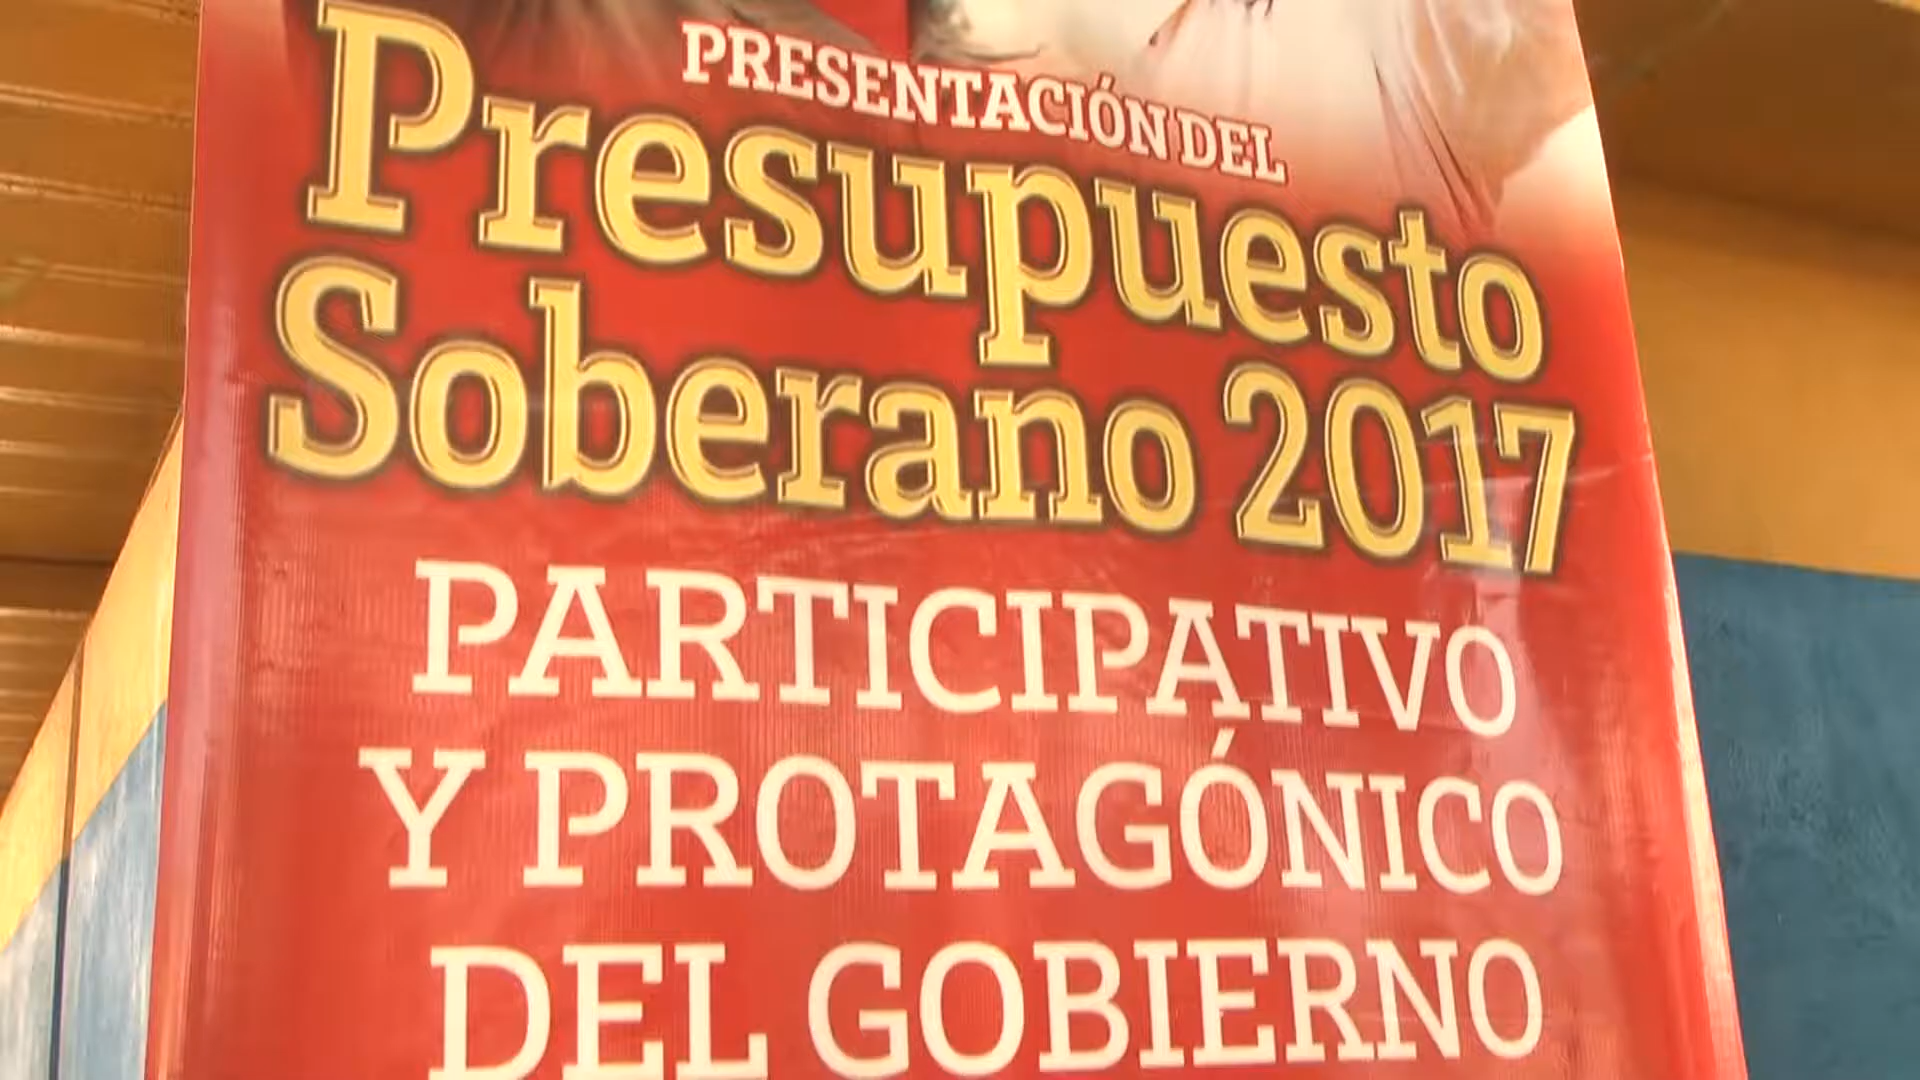 PRESENTACIÓN DEL
Presupuesto
Soberano 2017
PARTICIPATIVO
Y PROTAGÓNICO
DEL GOBIERNO